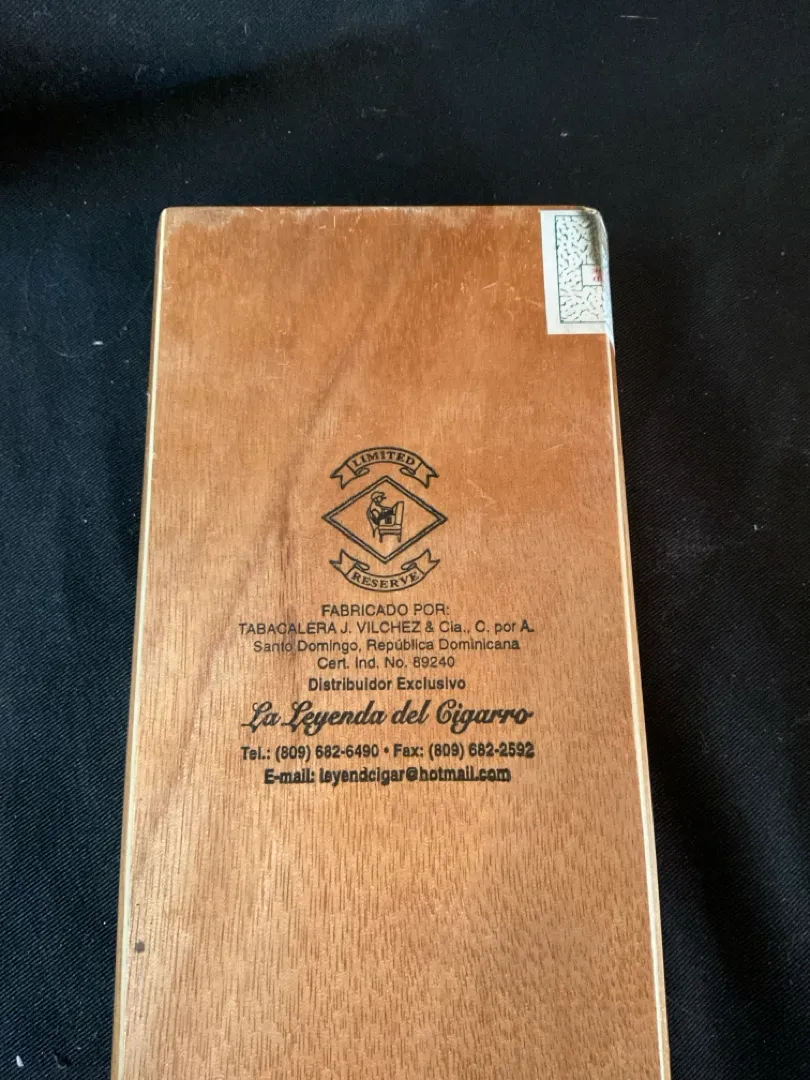 LIMITED
RESERVE
FABRICADO POR:
TABACALERA J. VILCHEZ & Cia., C. por A.
Santo Domingo, República Dominicana
Cert. Ind. No. 89240
Distribuidor Exclusivo
La Leyenda del Cigarro
Tel.: (809) 682-6490 • Fax: (809) 682-2592
E-mail: leyendcigar@hotmail.com